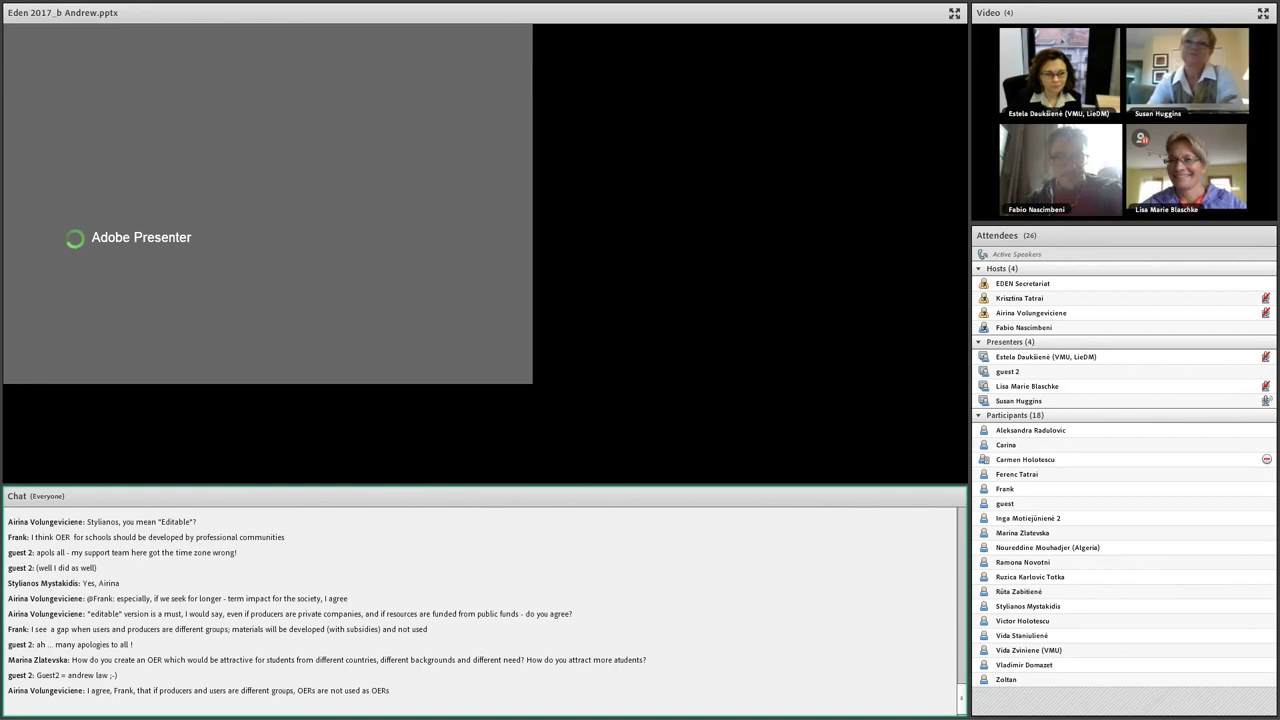 Eden 2017_b Andrew.pptx
Adobe Presenter
Chat (Everyone)
Airina Volungeviciene: Stylianos, you mean "Editable"?
Frank: I think OER for schools should be developed by professional communities
guest 2: apols all - my support team here got the time zone wrong!
guest 2: (well I did as well)
Stylianos Mystakidis: Yes, Airina
Airina Volungeviciene: @Frank: especially, if we seek for longer - term impact for the society, I agree
Airina Volungeviciene: "editable" version is a must, I would say, even if producers are private companies, and if resources are funded from public funds - do you agree?
Frank: I see a gap when users and producers are different groups; materials will be developed (with subsidies) and not used
guest 2: ah ... many apologies to all !
Marina Zlatevska: How do you create an OER which would be attractive for students from different countries, different backgrounds and different need? How do you attract more atudents?
guest 2: Guest2 = andrew law ;-)
Airina Volungeviciene: I agree, Frank, that if producers and users are different groups, OERs are not used as OERs
Video (4)
Estela Daukšienė (VMU, LieDM)
Susan Huggins
Fabio Nascimbeni
Lisa Marie Blaschke
Attendees (26)
Active Speakers
Hosts (4)
EDEN Secretariat
Krisztina Tatrai
Airina Volungeviciene
Fabio Nascimbeni
Presenters (4)
Estela Daukšienė (VMU, LieDM)
guest 2
Lisa Marie Blaschke
Susan Huggins
Participants (18)
Aleksandra Radulovic
Carina
Carmen Holotescu
Ferenc Tatrai
Frank
guest
Inga Motiejūnienė 2
Marina Zlatevska
Noureddine Mouhadjer (Algeria)
Ramona Novotni
Ruzica Karlovic Totka
Rūta Zabitienė
Stylianos Mystakidis
Victor Holotescu
Vida Staniulienė
Vida Zviniene (VMU)
Vladimir Domazet
Zoltan